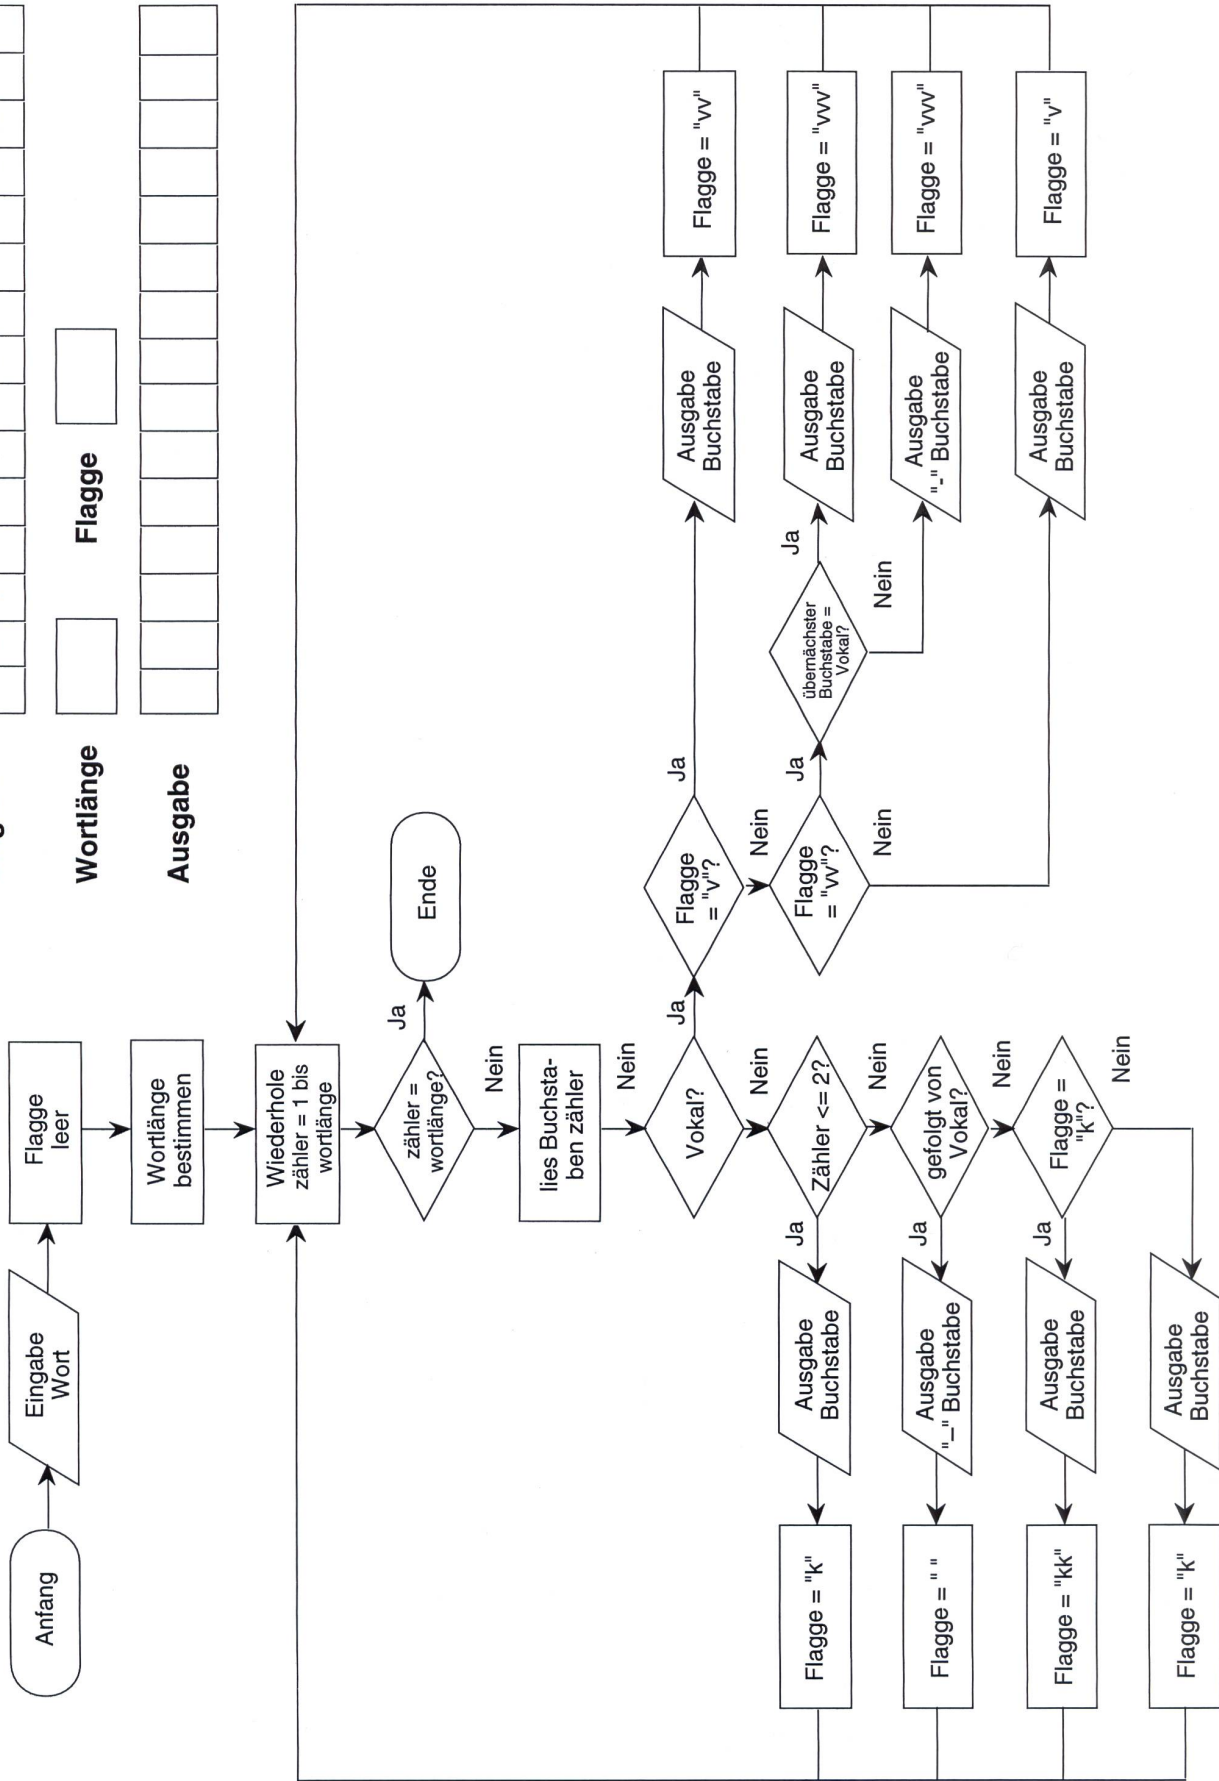 Wortlänge
Flagge
Ausgabe
Anfang
Eingabe
Wort
Flagge
leer
Wortlänge
bestimmen
Wiederhole
zähler = 1 bis
wortlänge
zähler =
wortlänge?
Ja
Ende
Nein
lies Buchsta-
ben zähler
Nein
Vokal?
Ja
Flagge
= "v"?
Ja
Ausgabe
Buchstabe
Flagge = "vv"
Nein
Flagge
= "vv"?
Ja
übernächster
Buchstabe =
Vokal?
Ja
Ausgabe
Buchstabe
Flagge = "vvv"
Nein
Ausgabe
"-" Buchstabe
Flagge = "vvv"
Nein
Ausgabe
Buchstabe
Flagge = "v"
Nein
Zähler <= 2?
Ja
Ausgabe
Buchstabe
Flagge = "k"
Nein
gefolgt von
Vokal?
Ja
Ausgabe
"–" Buchstabe
Flagge = " "
Nein
Flagge =
"k"?
Ja
Ausgabe
Buchstabe
Flagge = "kk"
Nein
Ausgabe
Buchstabe
Flagge = "k"